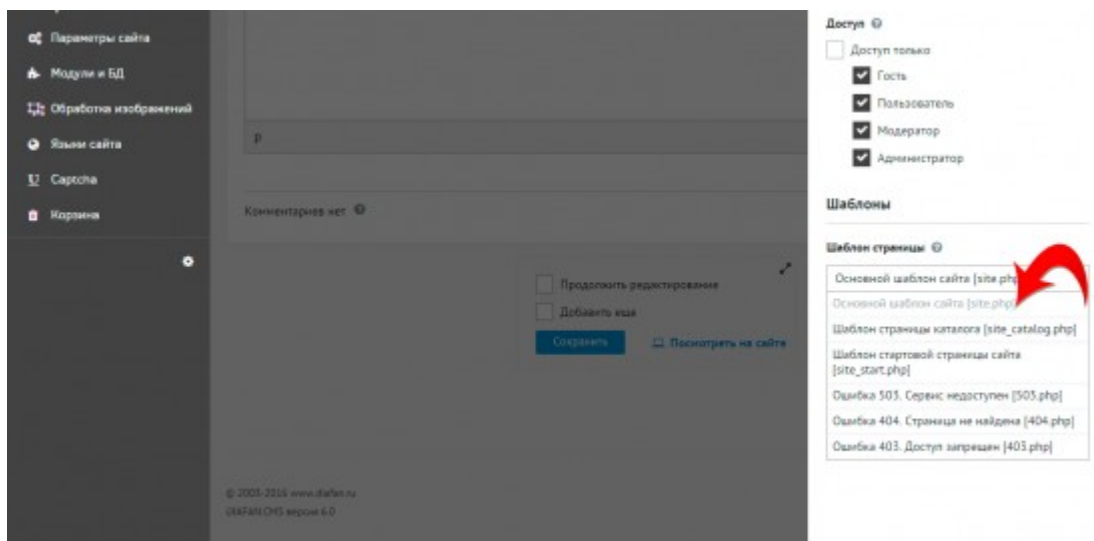 Параметры сайта
Модули и БД
Обработка изображений
Языки сайта
Captcha
Корзина
p
Комментариев нет
Продолжить редактирование
Добавить еще
Сохранить
Посмотреть на сайте
© 2003-2016 www.diafan.ru
DIAFAN.CMS версия 6.0
Доступ
Доступ только
Гость
Пользователь
Модератор
Администратор
Шаблоны
Шаблон страницы
Основной шаблон сайта [site.php
Основной шаблон сайта [site.php]
Шаблон страницы каталога [site_catalog.php]
Шаблон стартовой страницы сайта
[site_start.php]
Ошибка 503. Сервис недоступен [503.php]
Ошибка 404. Страница не найдена [404.php]
Ошибка 403. Доступ запрещен [403.php]